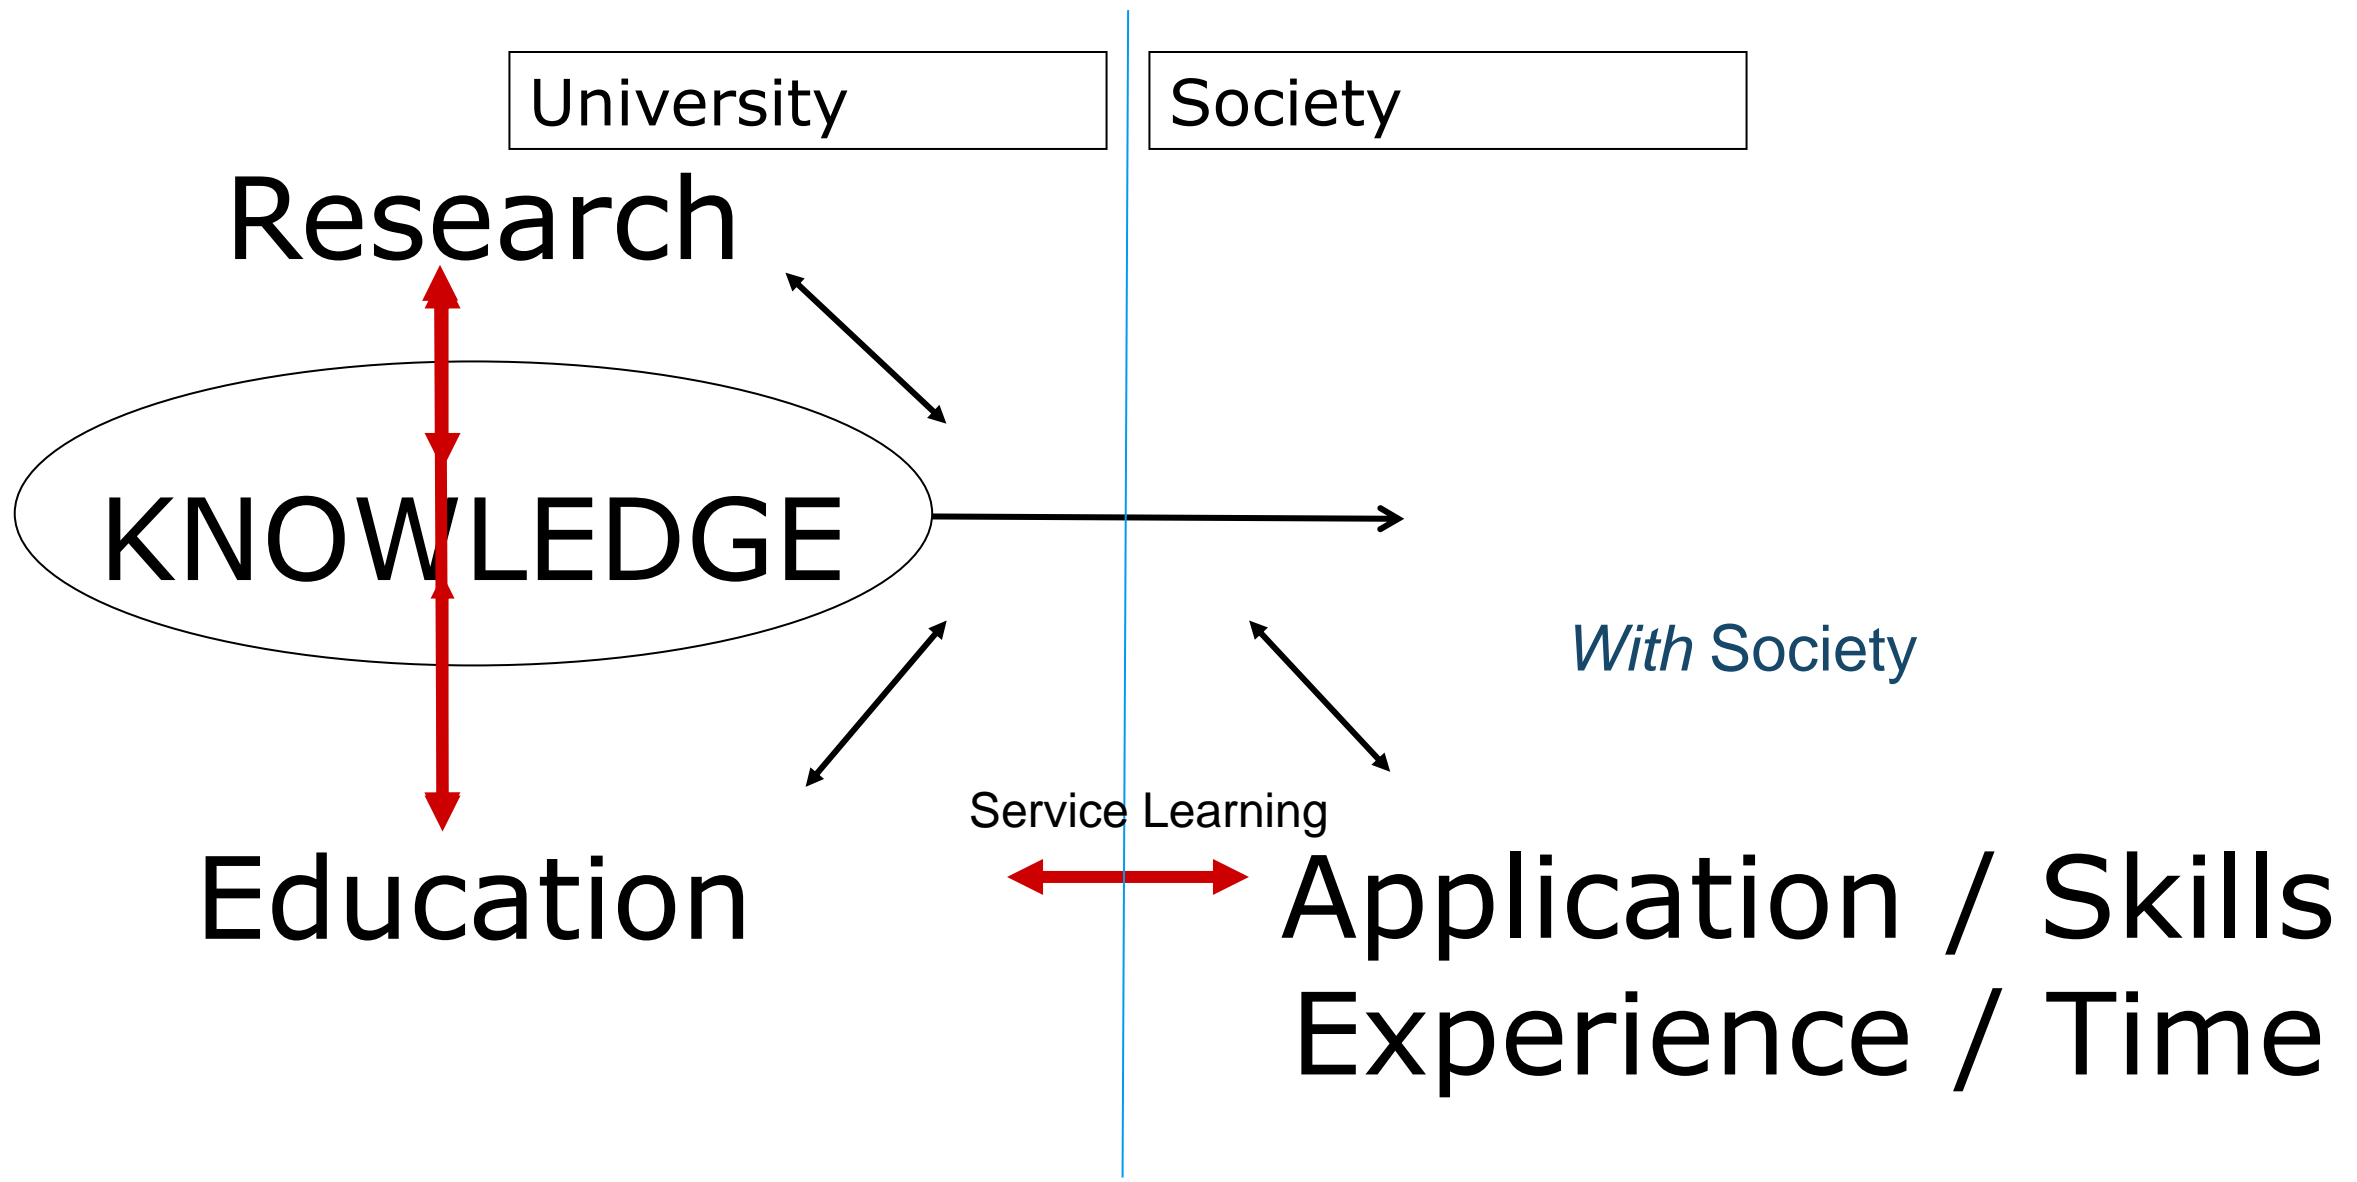 University
Society
Research
KNOWLEDGE
With Society
Service Learning
Education
Application / Skills
Experience / Time